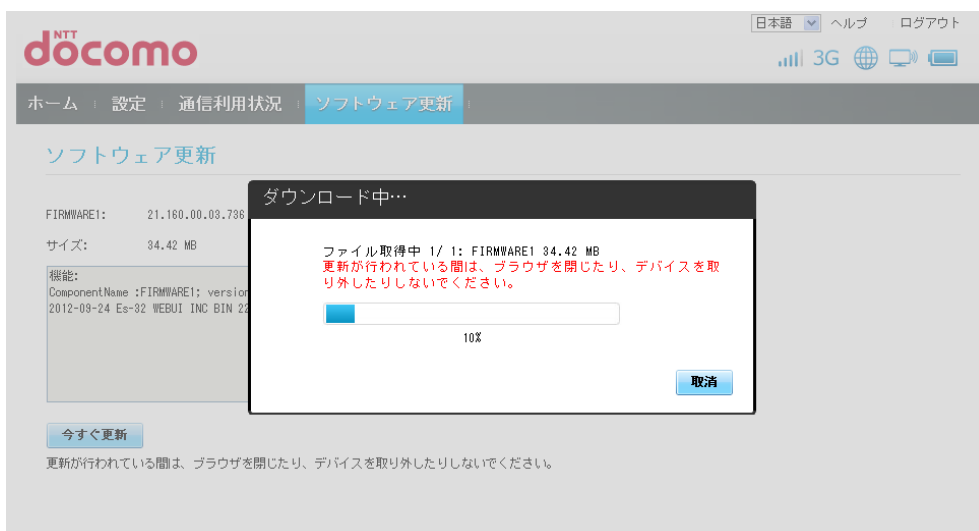 日本語 ヘルプ ログアウト
NTT
döcomo
3G
ホーム 設定 通信利用状況 ソフトウェア更新
ソフトウェア更新
ダウンロード中…
FIRMWARE1: 21.160.00.03.736
サイズ: 34.42 MB
ファイル取得中 1/ 1: FIRMWARE1 34.42 MB
更新が行われている間は、ブラウザを閉じたり、デバイスを取
り外したりしないでください。
機能:
ComponentName :FIRMWARE1; version
2012-09-24 Es-32 WEBUI INC BIN 22
10%
取消
今すぐ更新
更新が行われている間は、ブラウザを閉じたり、デバイスを取り外したりしないでください。